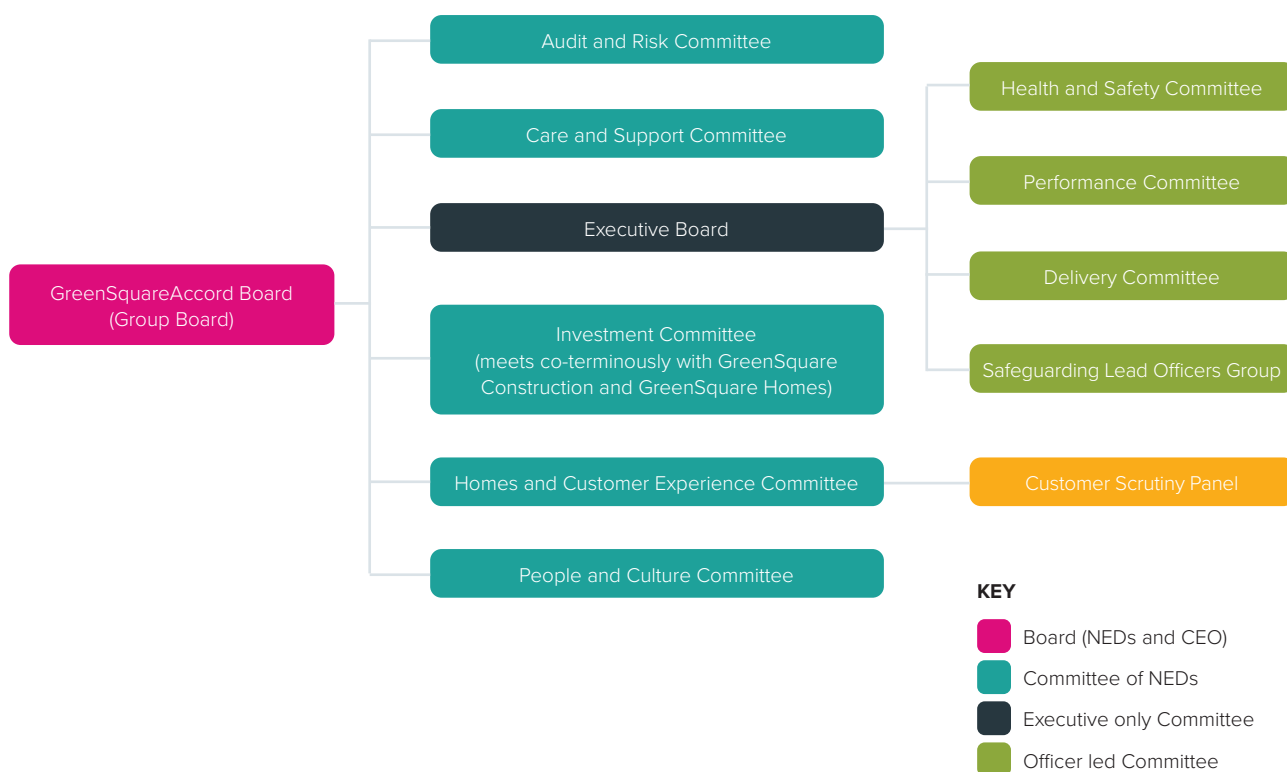 Audit and Risk Committee
Care and Support Committee
Executive Board
GreenSquareAccord Board
(Group Board)
Investment Committee
(meets co-terminously with GreenSquare
Construction and GreenSquare Homes)
Homes and Customer Experience Committee
People and Culture Committee
Health and Safety Committee
Performance Committee
Delivery Committee
Safeguarding Lead Officers Group
Customer Scrutiny Panel
KEY
Board (NEDs and CEO)
Committee of NEDs
Executive only Committee
Officer led Committee